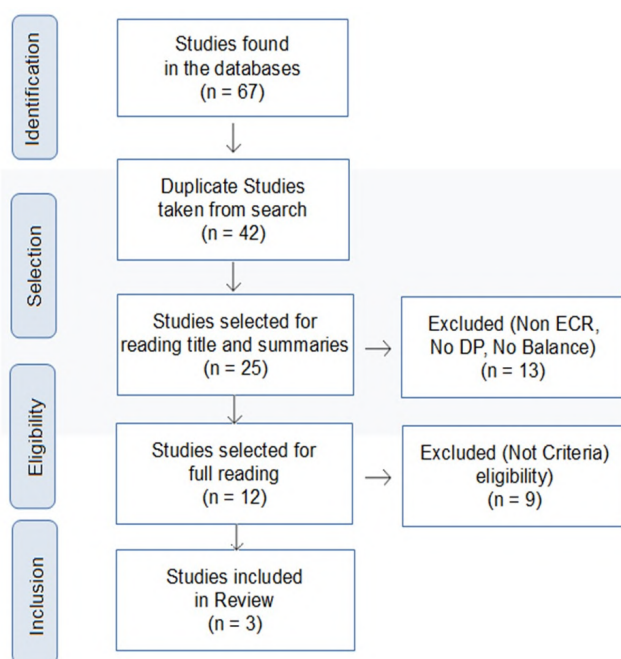 Identification
Studies found
in the databases
(n = 67)
Selection
Duplicate Studies
taken from search
(n = 42)
Studies selected for
reading title and summaries
(n = 25)
Excluded (Non ECR,
No DP, No Balance)
(n = 13)
Eligibility
Studies selected for
full reading
(n = 12)
Excluded (Not Criteria)
eligibility)
(n = 9)
Inclusion
Studies included
in Review
(n = 3)